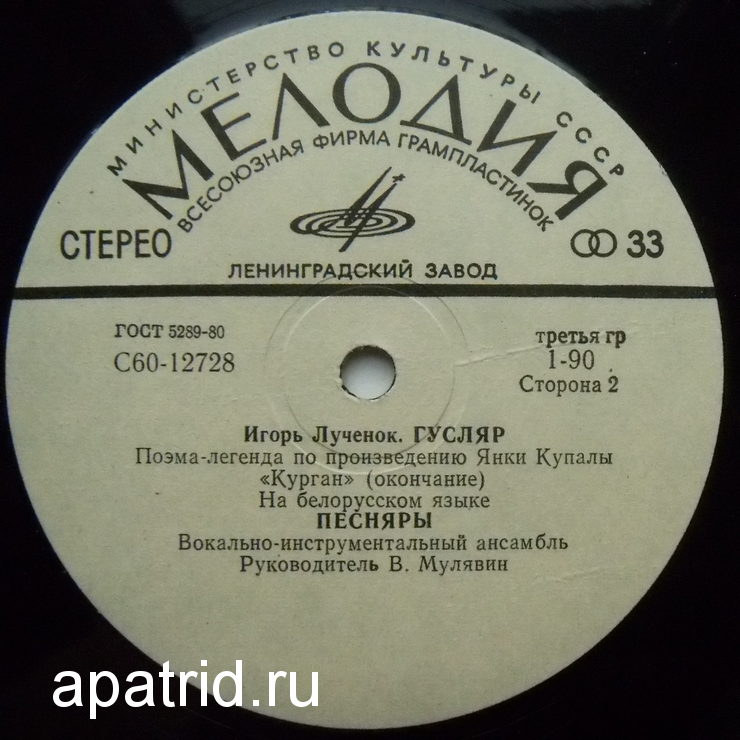 МИНИСТЕРСТВО КУЛЬТУРЫ СССР
МЕЛОДИЯ
ВСЕСОЮЗНАЯ ФИРМА ГРАМПЛАСТИНОК
СТЕРЕО
33
ЛЕНИНГРАДСКИЙ ЗАВОД
ГОСТ 5289-80
третья гр
С60-12728
1-90
Сторона 2
Игорь Лученок. ГУСЛЯР
Поэма-легенда по произведению Янки Купалы
«Курган» (окончание)
На белорусском языке
ПЕСНЯРЫ
Вокально-инструментальный ансамбль
Руководитель В. Мулявин
apatrid.ru